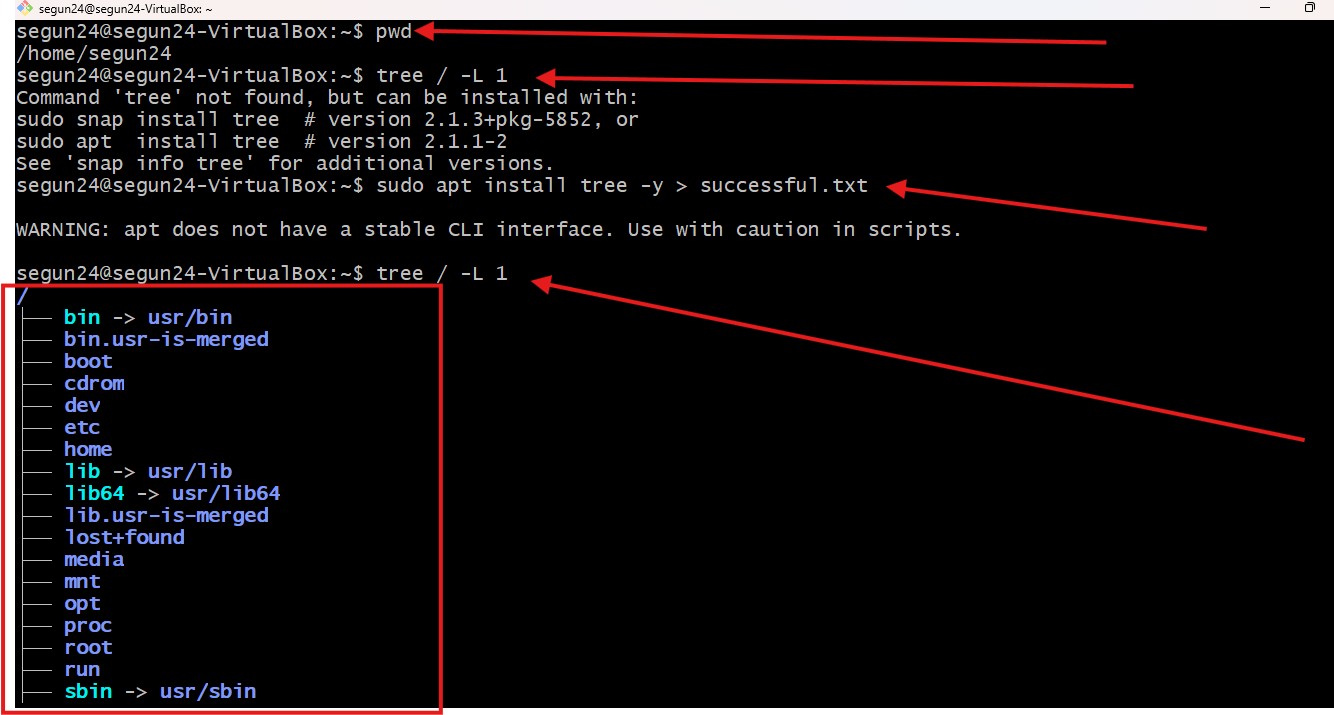 segun24@segun24-VirtualBox: ~
segun24@segun24-VirtualBox:~$ pwd
/home/segun24
segun24@segun24-VirtualBox:~$ tree / -L 1
Command 'tree' not found, but can be installed with:
sudo snap install tree  # version 2.1.3+pkg-5852, or
sudo apt  install tree  # version 2.1.1-2
See 'snap info tree' for additional versions.
segun24@segun24-VirtualBox:~$ sudo apt install tree -y > successful.txt
WARNING: apt does not have a stable CLI interface. Use with caution in scripts.
segun24@segun24-VirtualBox:~$ tree / -L 1
/
├── bin -> usr/bin
├── bin.usr-is-merged
├── boot
├── cdrom
├── dev
├── etc
├── home
├── lib -> usr/lib
├── lib64 -> usr/lib64
├── lib.usr-is-merged
├── lost+found
├── media
├── mnt
├── opt
├── proc
├── root
├── run
├── sbin -> usr/sbin